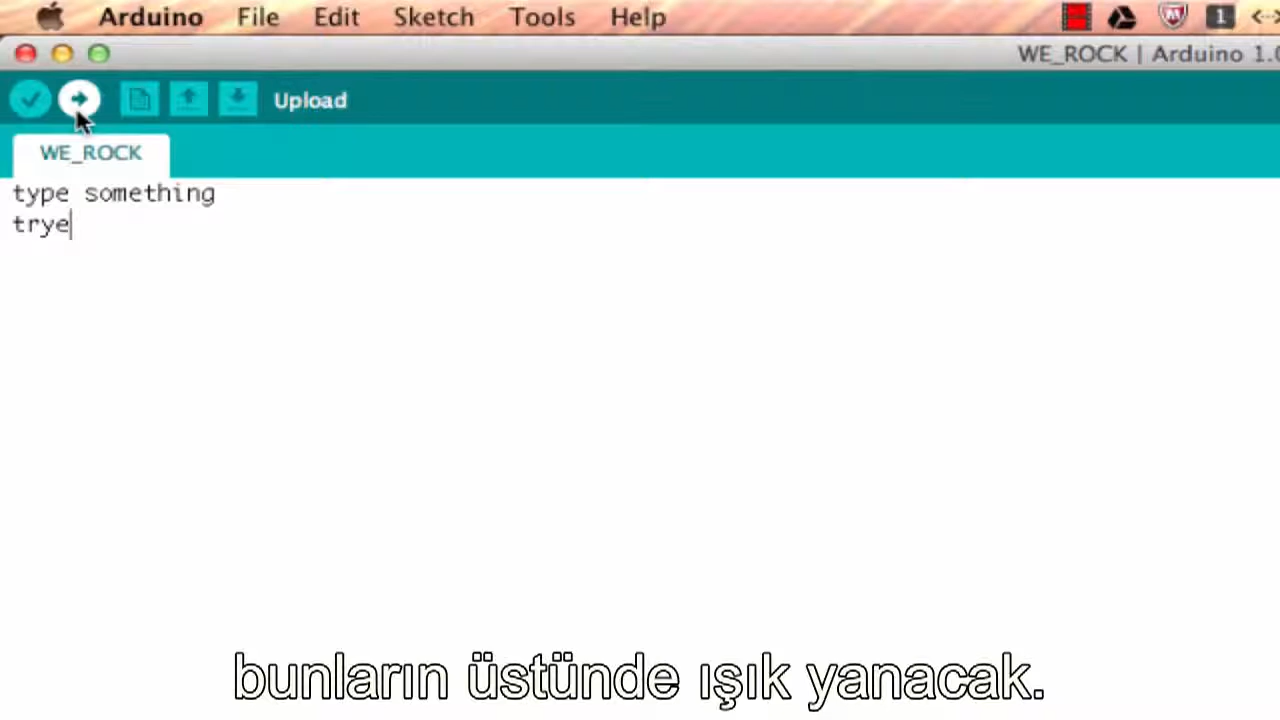 Arduino File Edit Sketch Tools Help 1
WE_ROCK | Arduino 1.0
Upload
WE_ROCK
type something
trye
bunların üstünde ışık yanacak.